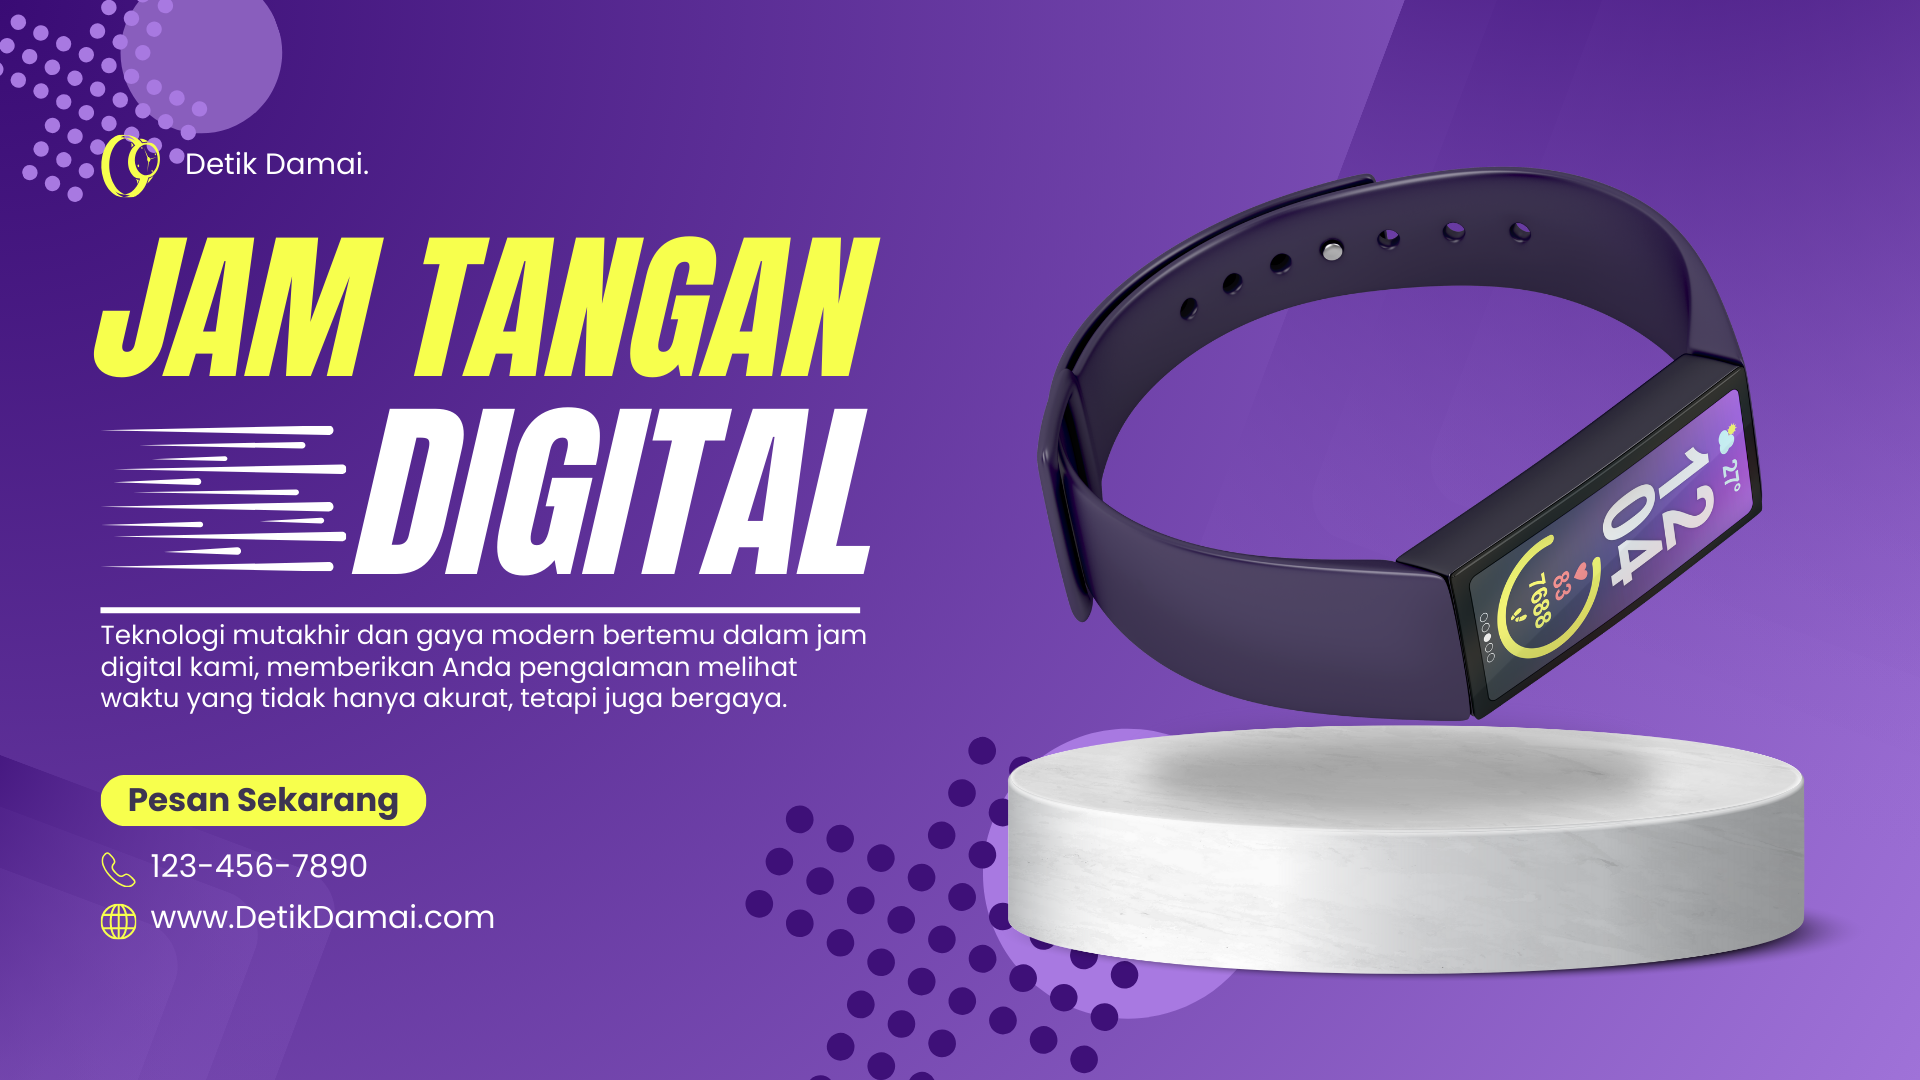 Detik Damai.
JAM TANGAN
DIGITAL
Teknologi mutakhir dan gaya modern bertemu dalam jam
digital kami, memberikan Anda pengalaman melihat
waktu yang tidak hanya akurat, tetapi juga bergaya.
Pesan Sekarang
123-456-7890
www.DetikDamai.com
27°
12
04
83
7688